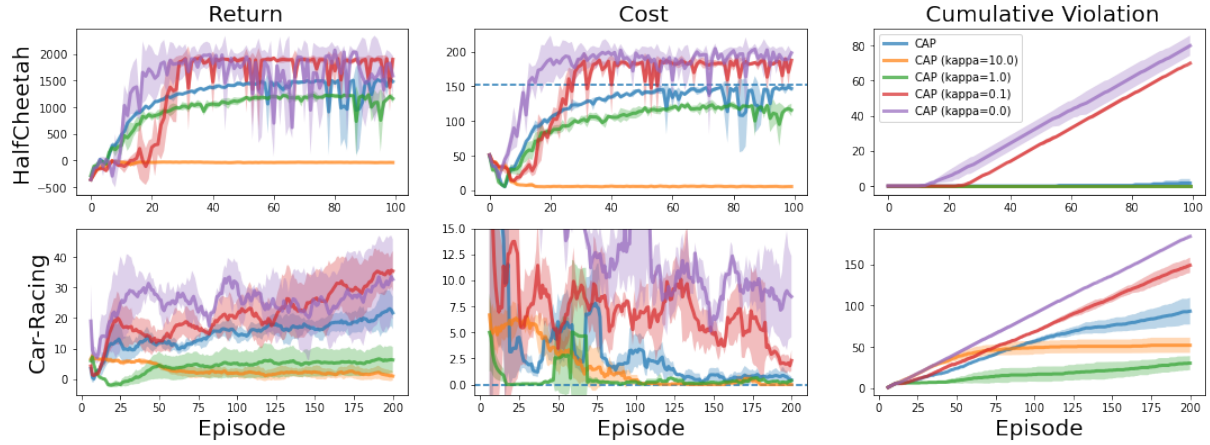 Return Cost Cumulative Violation
HalfCheetah
2000
1500
1000
500
0
−500
0 20 40 60 80 100
200
150
100
50
0
0 20 40 60 80 100
80
60
40
20
0
0 20 40 60 80 100
CAP
CAP (kappa=10.0)
CAP (kappa=1.0)
CAP (kappa=0.1)
CAP (kappa=0.0)
Car-Racing
40
30
20
10
0
25 50 75 100 125 150 175 200
15.0
12.5
10.0
7.5
5.0
2.5
0.0
25 50 75 100 125 150 175 200
150
100
50
0
0 25 50 75 100 125 150 175 200
Episode Episode Episode